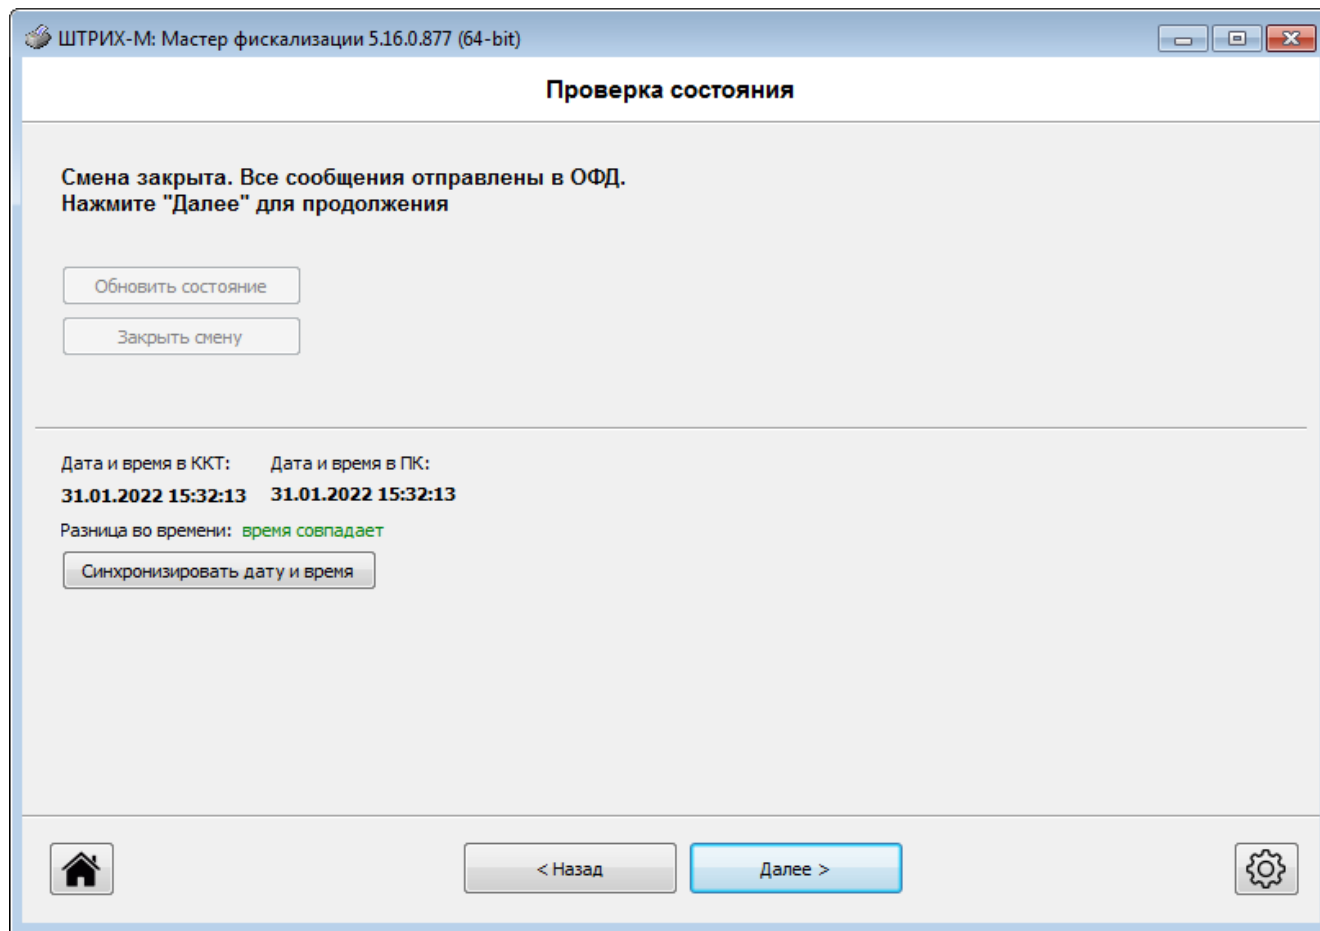 ШТРИХ-М: Мастер фискализации 5.16.0.877 (64-bit)
Проверка состояния
Смена закрыта. Все сообщения отправлены в ОФД.
Нажмите "Далее" для продолжения
Обновить состояние
Закрыть смену
Дата и время в ККТ: Дата и время в ПК:
31.01.2022 15:32:13 31.01.2022 15:32:13
Разница во времени: время совпадает
Синхронизировать дату и время
< Назад Далее >